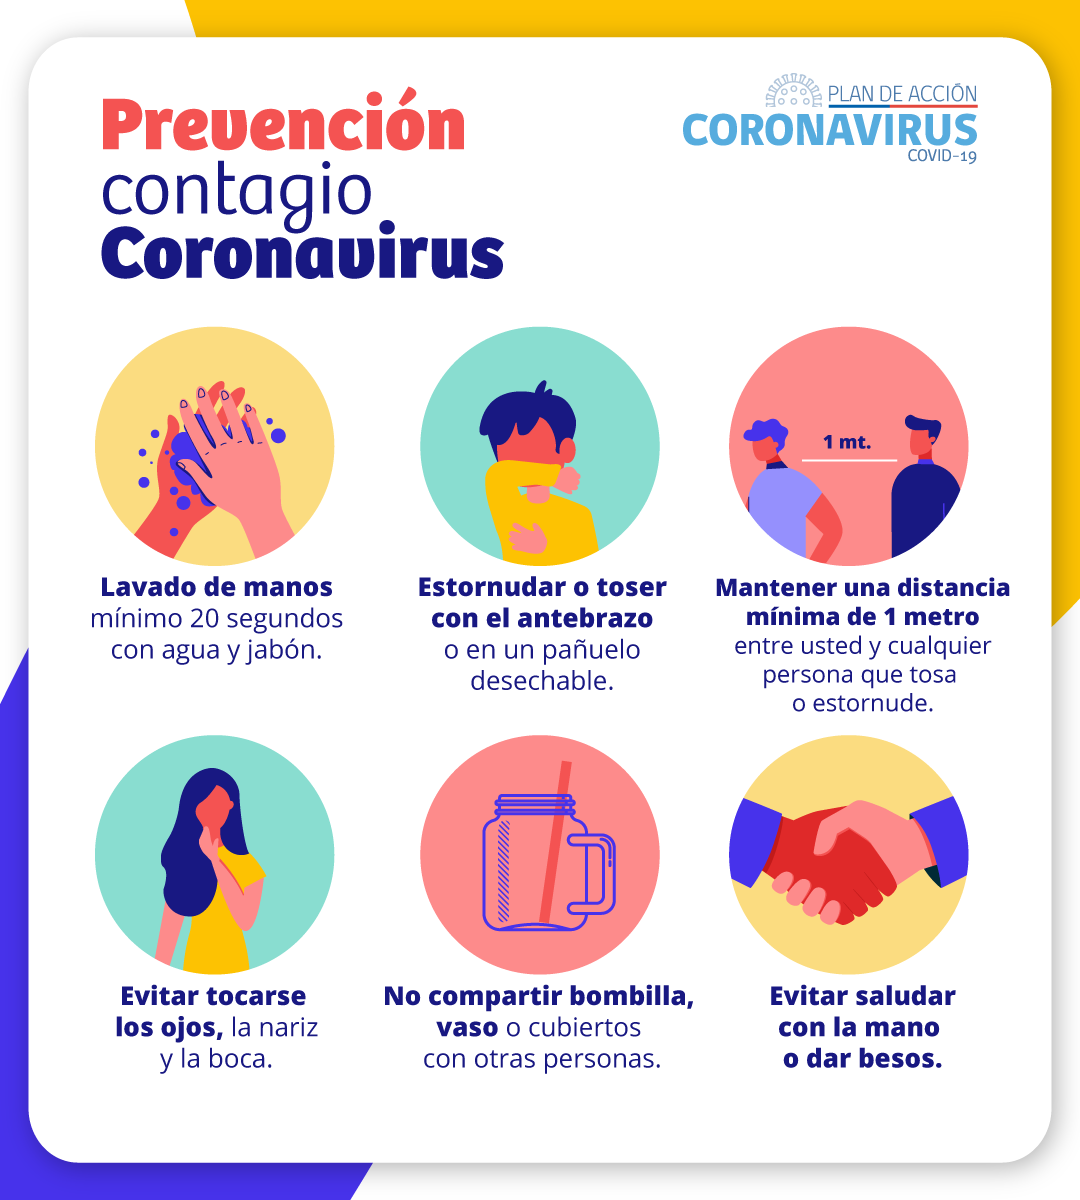 Prevención
contagio
Coronavirus
PLAN DE ACCIÓN
CORONAVIRUS
COVID-19
1 mt.
Lavado de manos
mínimo 20 segundos
con agua y jabón.
Estornudar o toser
con el antebrazo
o en un pañuelo
desechable.
Mantener una distancia
mínima de 1 metro
entre usted y cualquier
persona que tosa
o estornude.
Evitar tocarse
los ojos, la nariz
y la boca.
No compartir bombilla,
vaso o cubiertos
con otras personas.
Evitar saludar
con la mano
o dar besos.